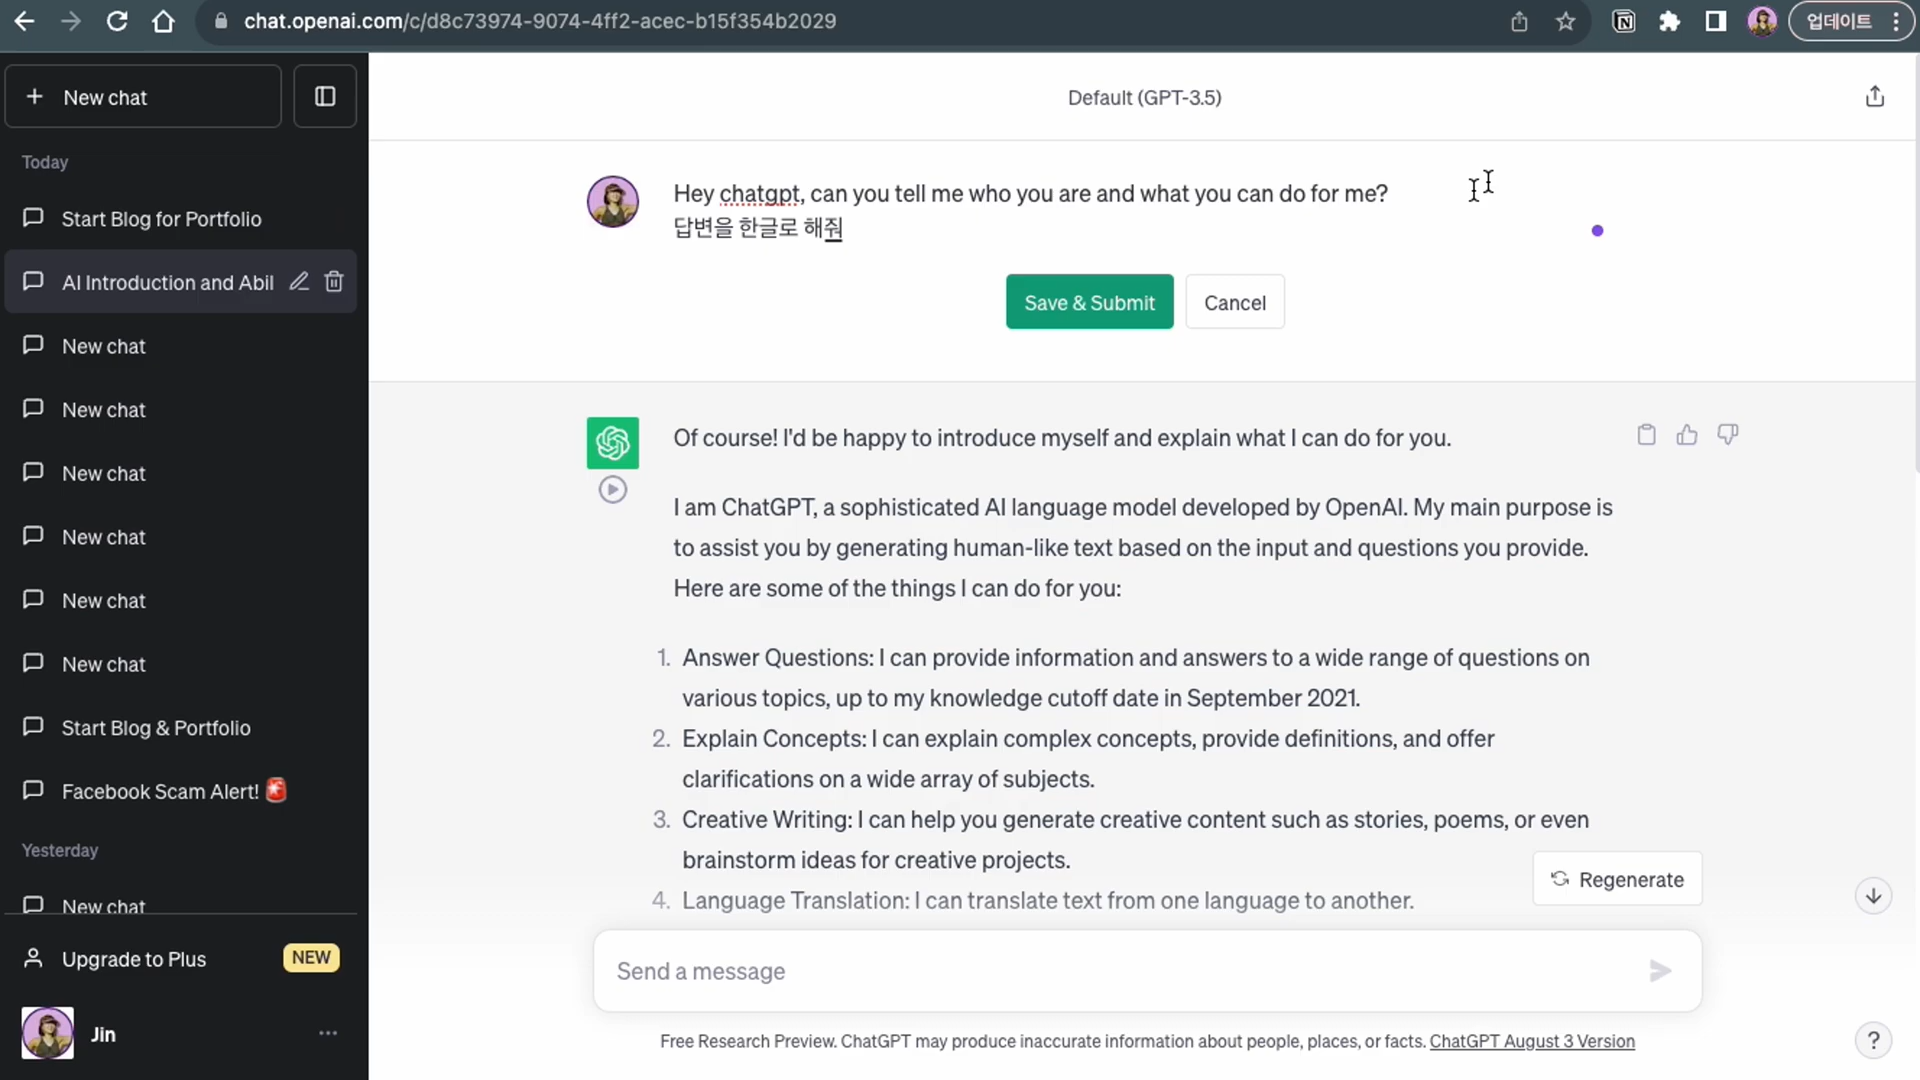 chat.openai.com/c/d8c73974-9074-4ff2-acec-b15f354b2029
업데이트
+ New chat
Today
Start Blog for Portfolio
AI Introduction and Abil
New chat
New chat
New chat
New chat
New chat
New chat
Start Blog & Portfolio
Facebook Scam Alert! 🚨
Yesterday
New chat
Upgrade to Plus NEW
Jin
Default (GPT-3.5)
Hey chatgpt, can you tell me who you are and what you can do for me?
답변을 한글로 해줘
Save & Submit
Cancel
Of course! I'd be happy to introduce myself and explain what I can do for you.
I am ChatGPT, a sophisticated AI language model developed by OpenAI. My main purpose is
to assist you by generating human-like text based on the input and questions you provide.
Here are some of the things I can do for you:
1. Answer Questions: I can provide information and answers to a wide range of questions on
various topics, up to my knowledge cutoff date in September 2021.
2. Explain Concepts: I can explain complex concepts, provide definitions, and offer
clarifications on a wide array of subjects.
3. Creative Writing: I can help you generate creative content such as stories, poems, or even
brainstorm ideas for creative projects.
4. Language Translation: I can translate text from one language to another.
Regenerate
Send a message
Free Research Preview. ChatGPT may produce inaccurate information about people, places, or facts. ChatGPT August 3 Version
?